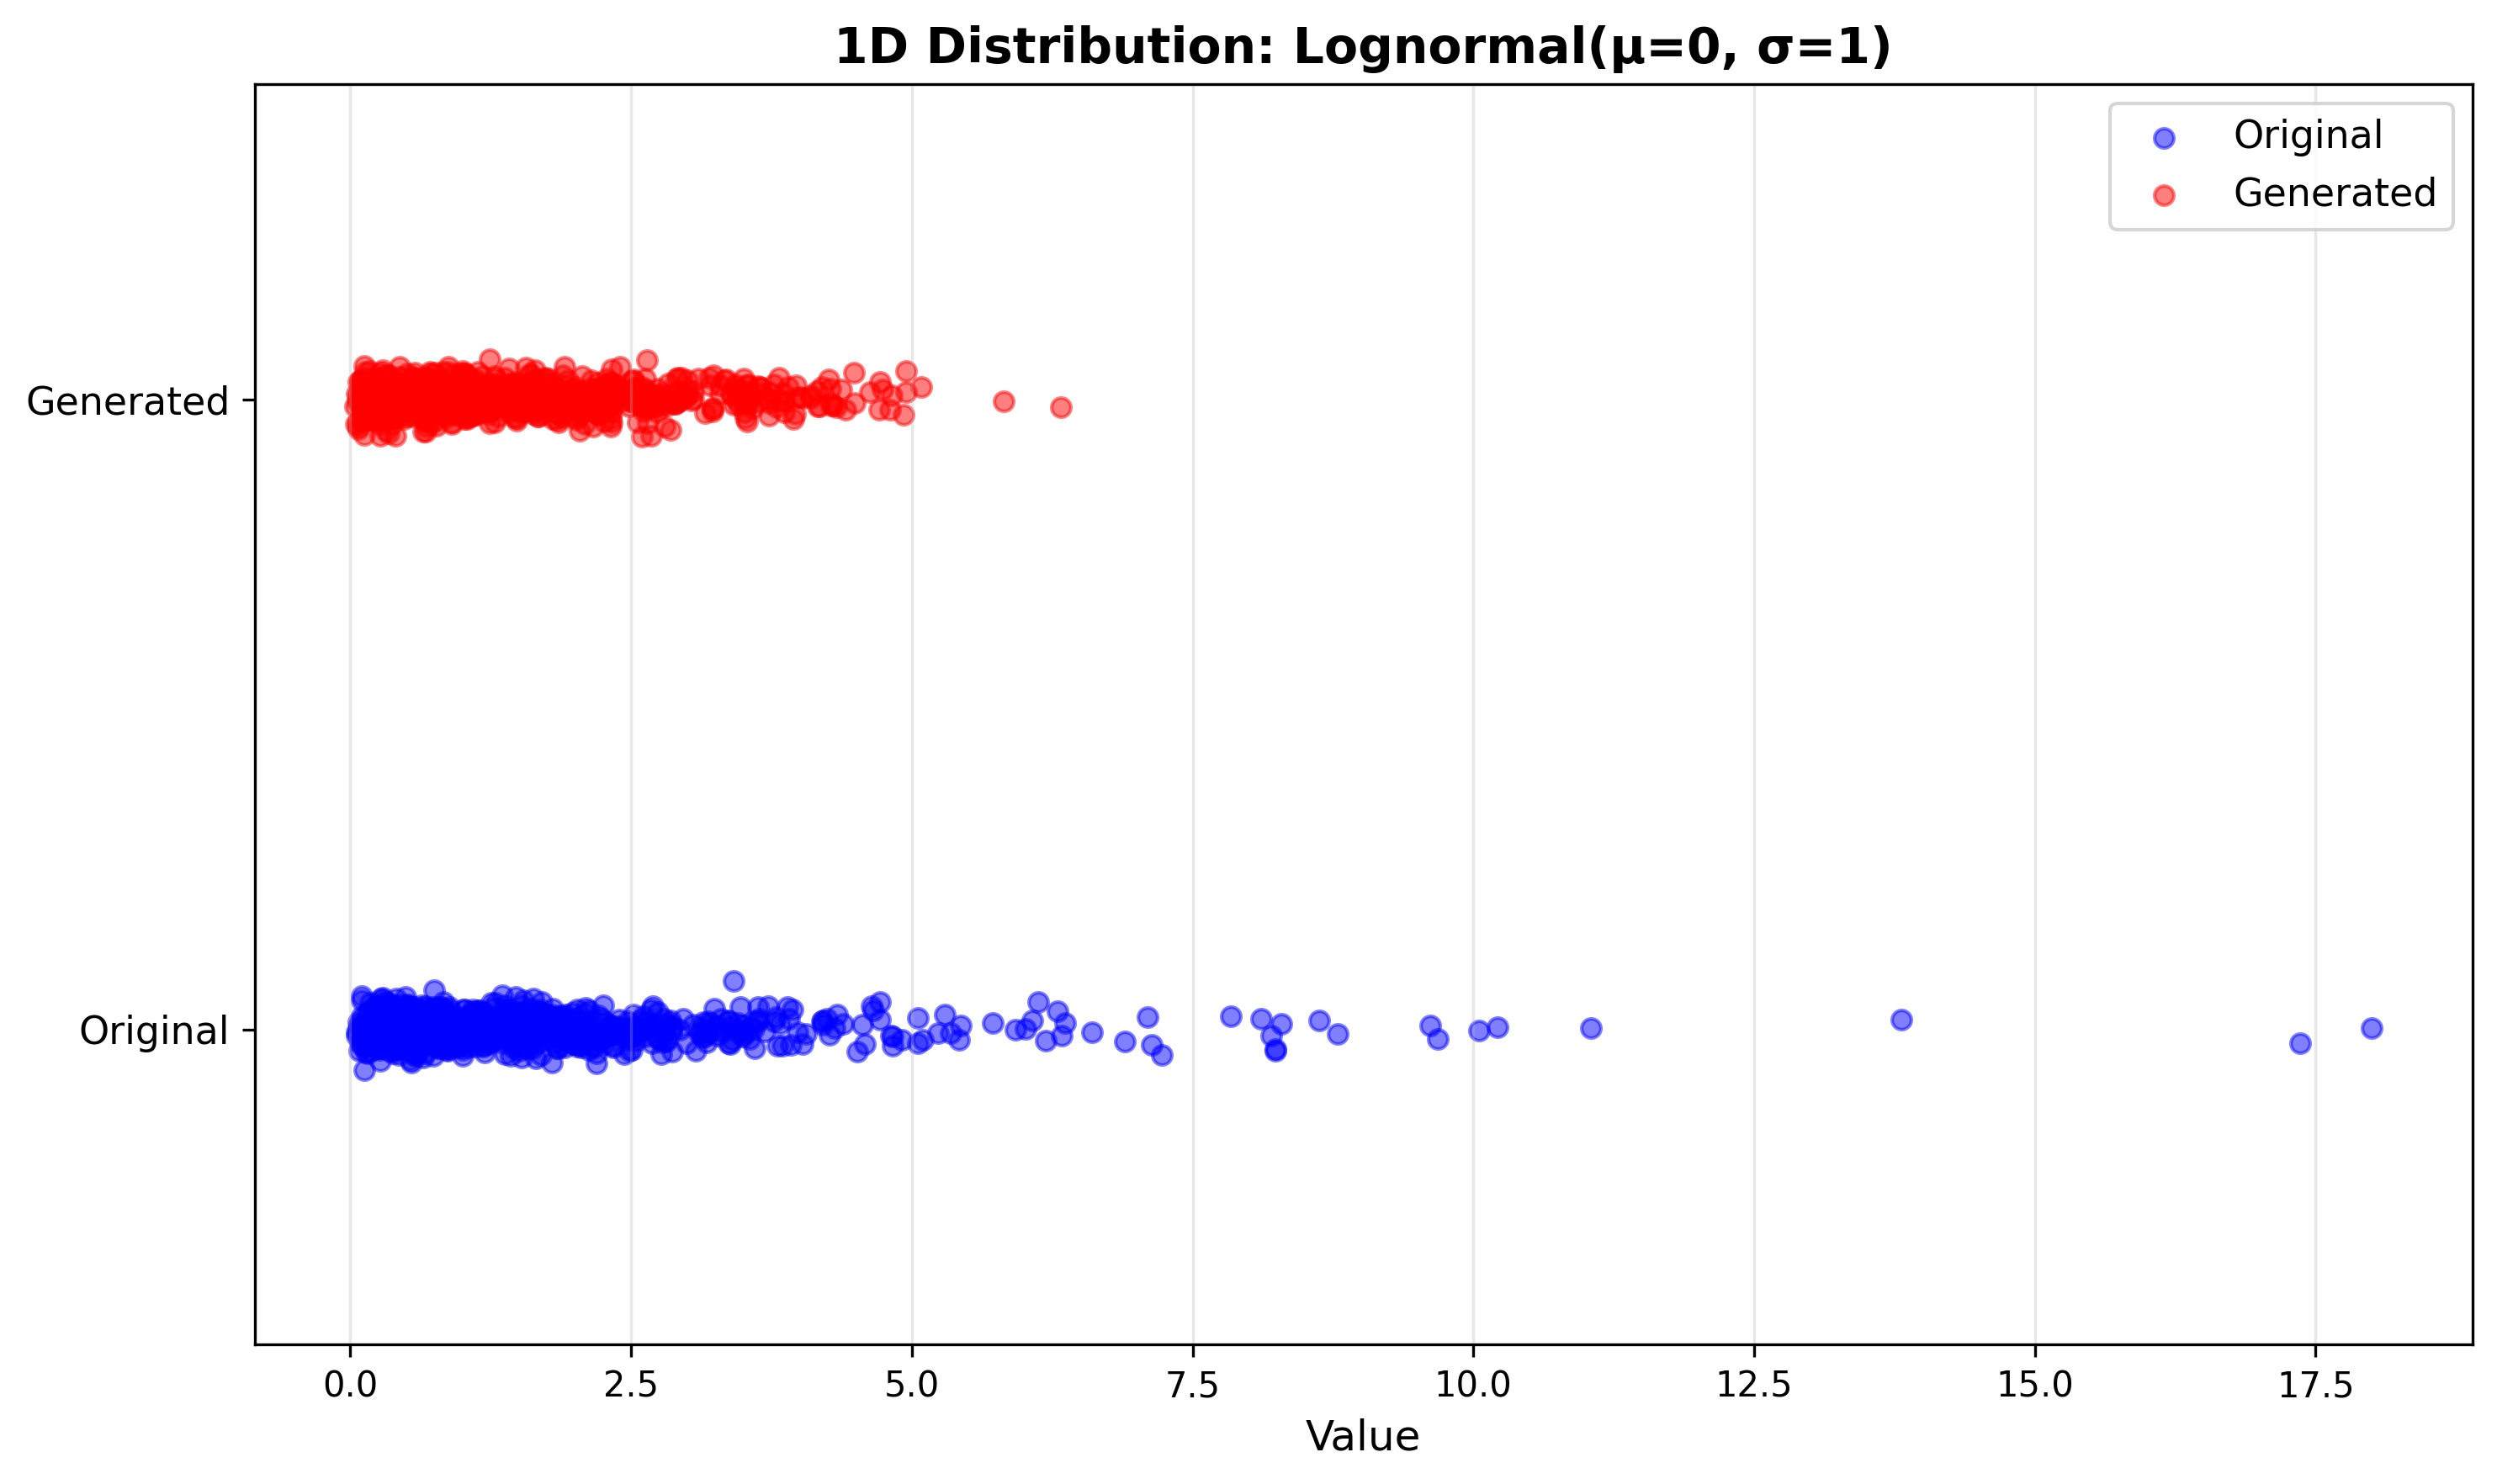 1D Distribution: Lognormal(μ=0, σ=1)
Original
Generated
Generated
Original
0.0 2.5 5.0 7.5 10.0 12.5 15.0 17.5
Value